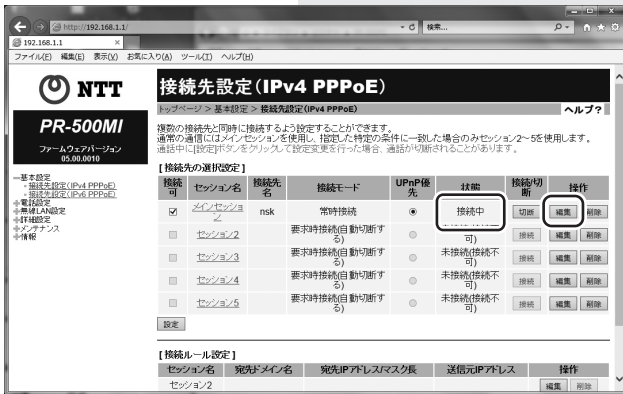 http://192.168.1.1/
検索...
192.168.1.1
ファイル(F) 編集(E) 表示(V) お気に入り(A) ツール(T) ヘルプ(H)
NTT
PR-500MI
ファームウェアバージョン
05.00.0010
基本設定
接続先設定(IPv4 PPPoE)
接続先設定(IPv6 PPPoE)
電話設定
無線LAN設定
詳細設定
メンテナンス
情報
接続先設定(IPv4 PPPoE)
トップページ > 基本設定 > 接続先設定(IPv4 PPPoE)
ヘルプ?
複数の接続先と同時に接続するよう設定することができます。
通常の通信にはメインセッションを使用し、指定した特定の条件に一致した場合のみセッション2~5を使用します。
通話中に[設定]ボタンをクリックして設定変更を行った場合、通話が切断されることがあります。
[接続先の選択設定]
接続可 セッション名 接続先名 接続モード UPnP優先 状態 接続/切断 操作
メインセッション nsk 常時接続 接続中 切断 編集 削除
セッション2 要求時接続(自動切断する) 可) 接続 編集 削除
セッション3 要求時接続(自動切断する) 未接続(接続不可) 接続 編集 削除
セッション4 要求時接続(自動切断する) 未接続(接続不可) 接続 編集 削除
セッション5 要求時接続(自動切断する) 未接続(接続不可) 接続 編集 削除
設定
[接続ルール設定]
セッション名 宛先ドメイン名 宛先IPアドレス/マスク長 送信元IPアドレス 操作
セッション2 編集 削除